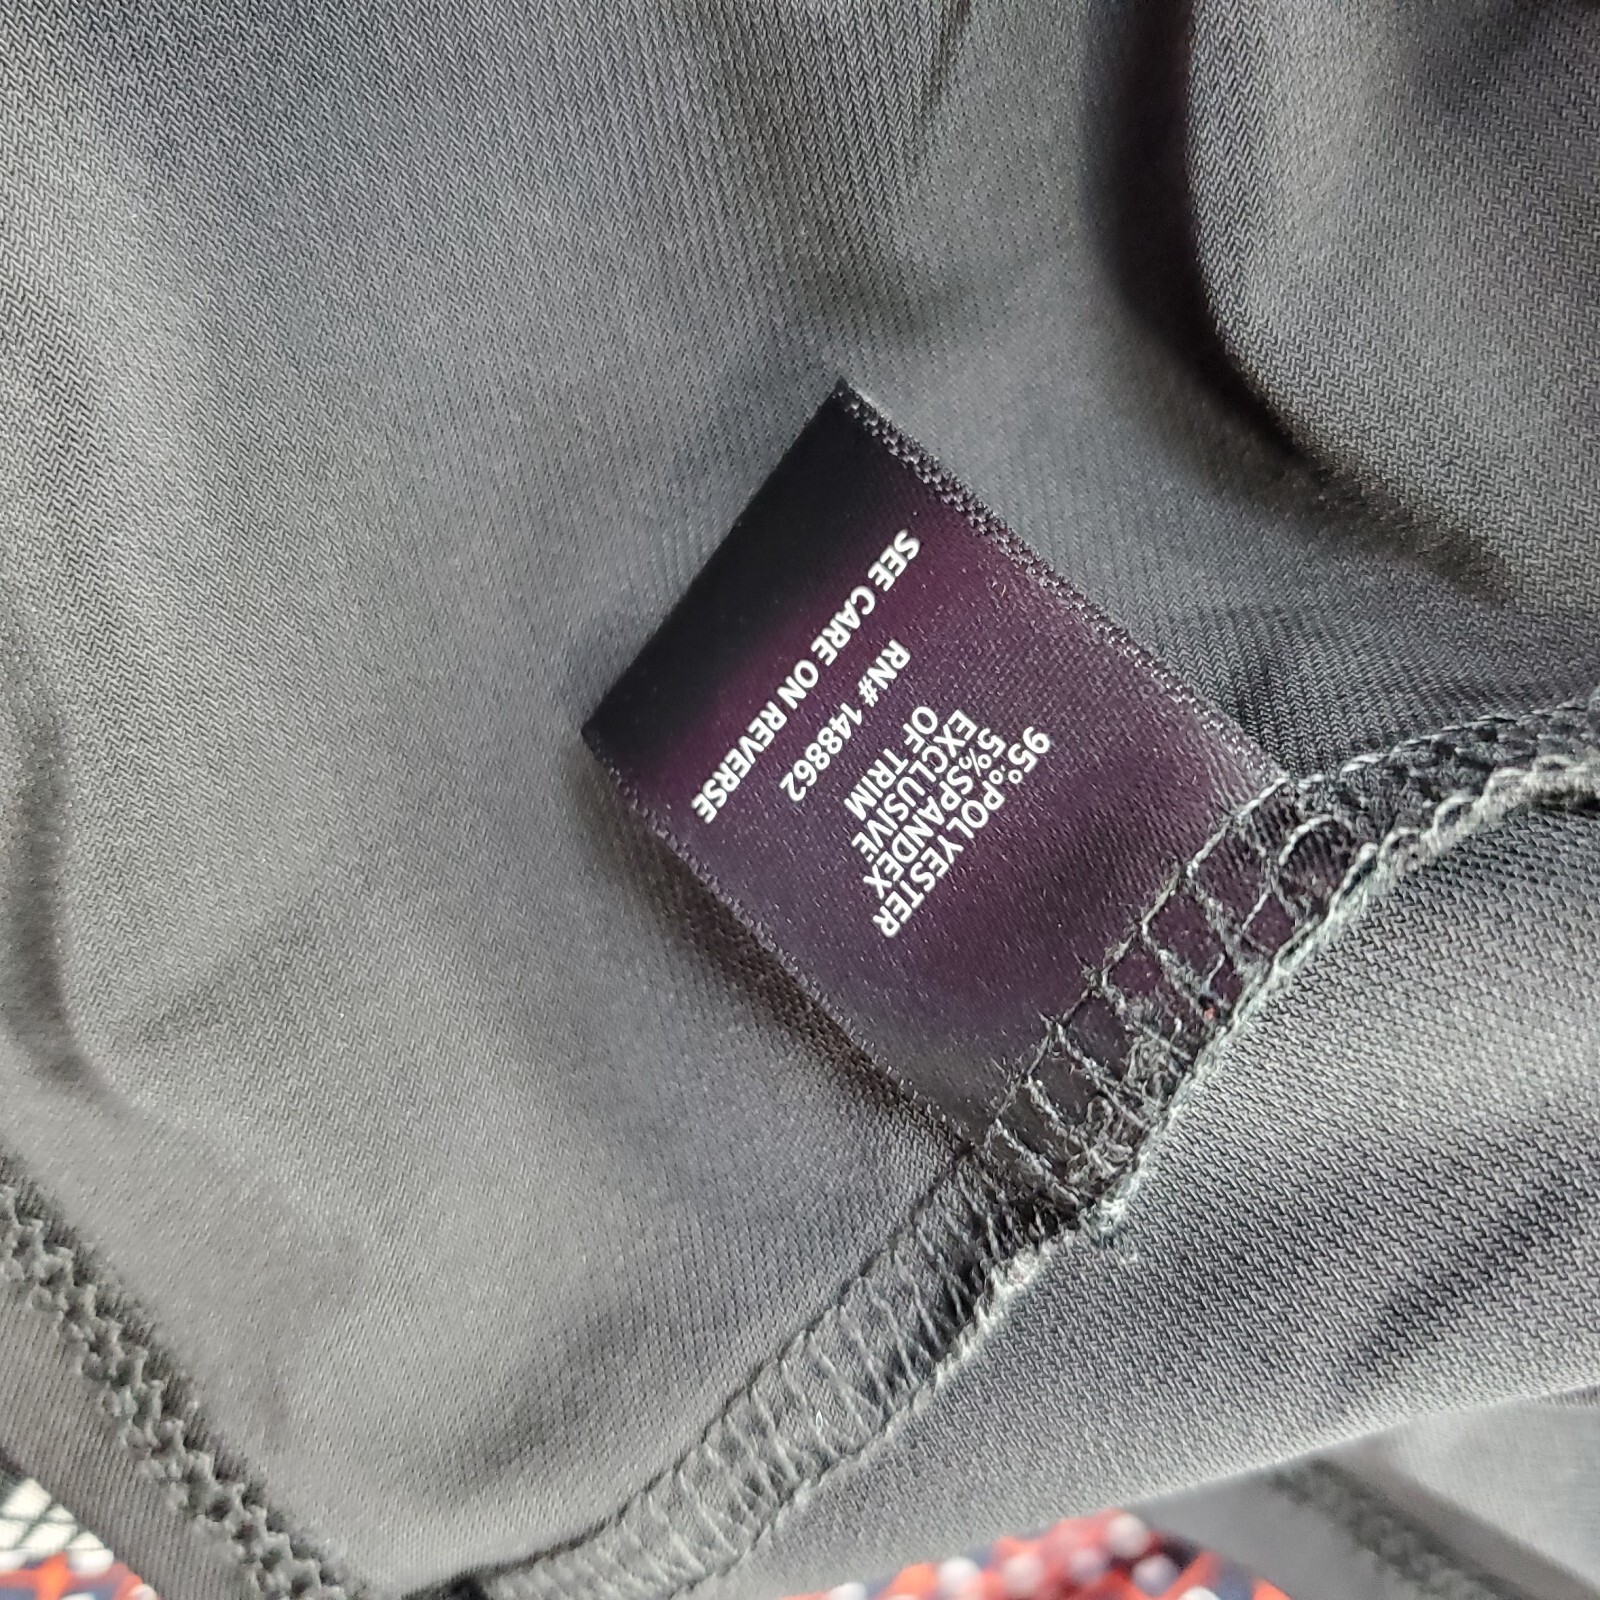 95%POLYESTER
5%SPANDEX
EXCLUSIVE
OF TRIM
RN# 148862
SEE CARE ON REVERSE